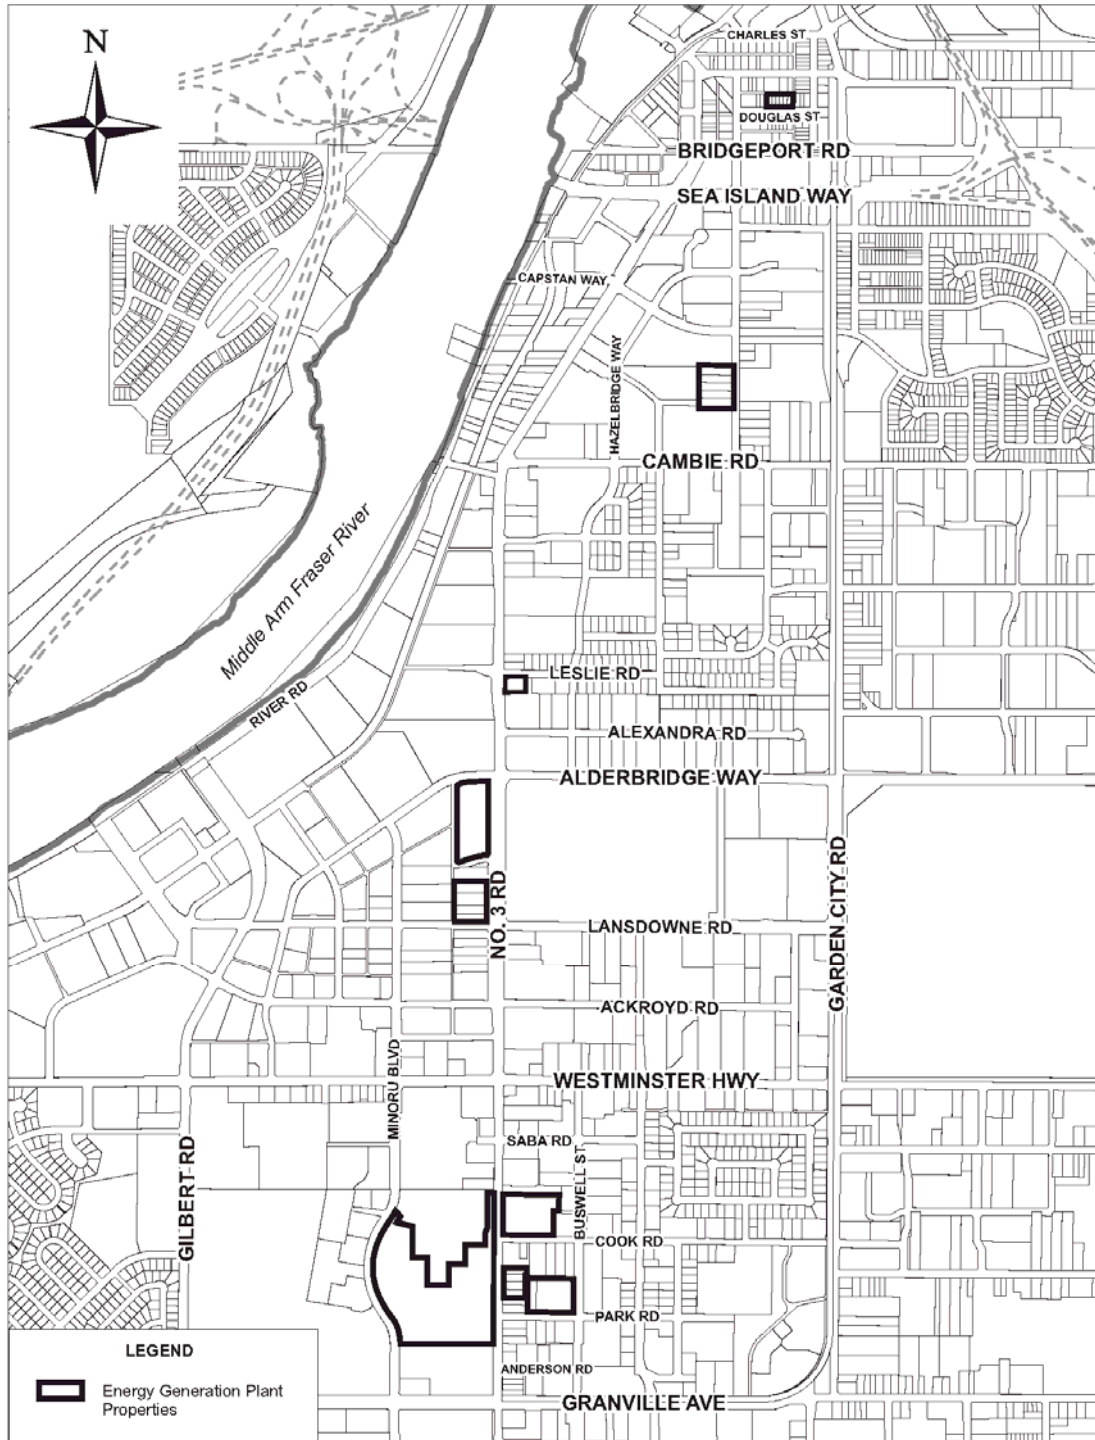 N
CHARLES ST
DOUGLAS ST
BRIDGEPORT RD
SEA ISLAND WAY
CAPSTAN WAY
HAZELBRIDGE WAY
CAMBIE RD
Middle Arm Fraser River
RIVER RD
LESLIE RD
ALEXANDRA RD
ALDERBRIDGE WAY
NO. 3 RD
GARDEN CITY RD
LANSDOWNE RD
ACKROYD RD
MINORU BLVD
WESTMINSTER HWY
GILBERT RD
SABA RD
BUSWELL ST
COOK RD
PARK RD
ANDERSON RD
GRANVILLE AVE
LEGEND
Energy Generation Plant
Properties